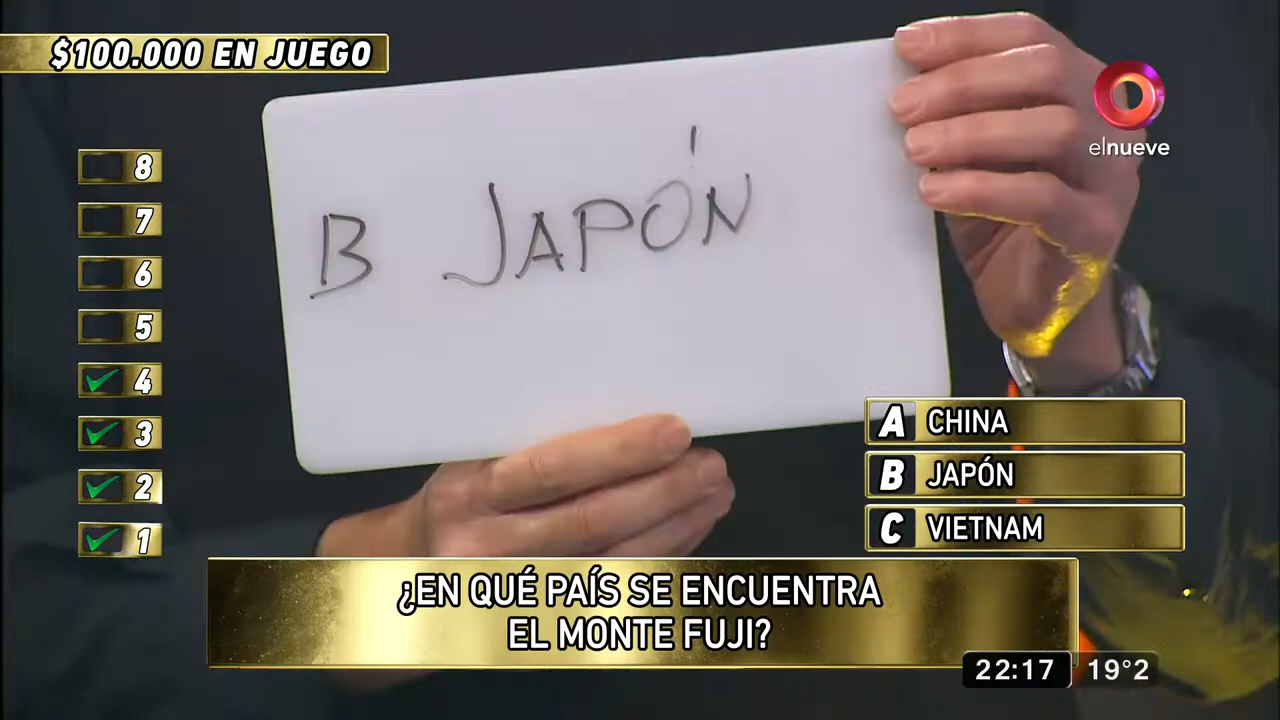 $100.000 EN JUEGO
elnueve
B JAPÓN
8
7
6
5
4
3
2
1
A CHINA
B JAPÓN
C VIETNAM
¿EN QUÉ PAÍS SE ENCUENTRA
EL MONTE FUJI?
22:17 19°2